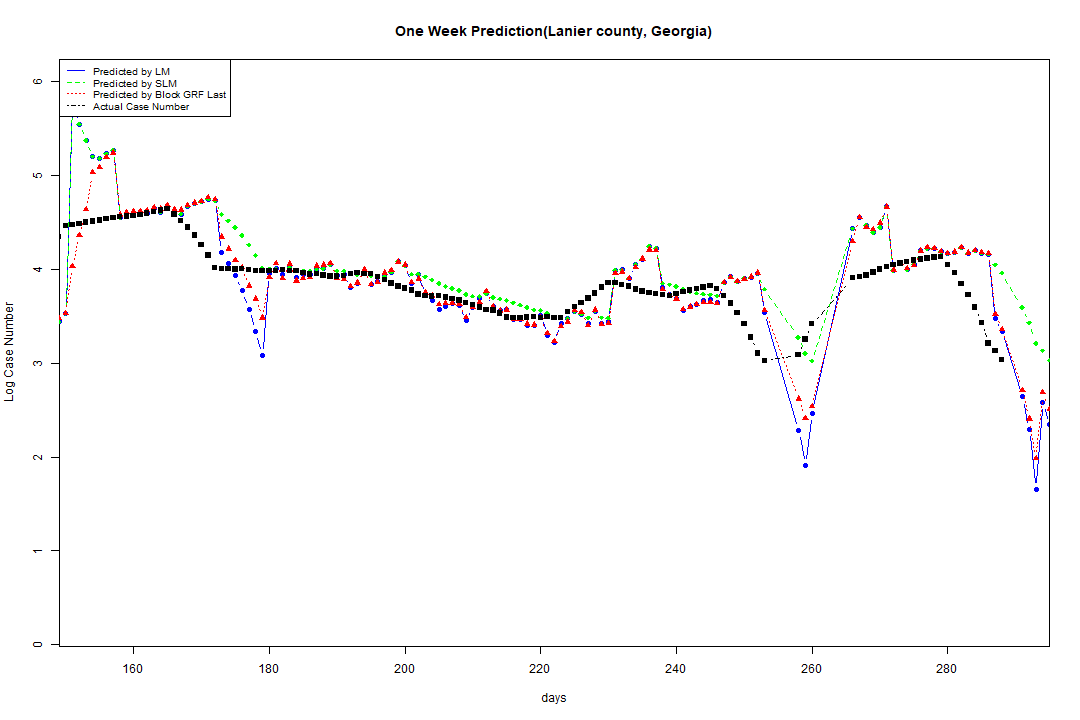 One Week Prediction(Lanier county, Georgia)
Predicted by LM
Predicted by SLM
Predicted by Block GRF Last
Actual Case Number
6
5
4
3
2
1
0
Log Case Number
160 180 200 220 240 260 280
days